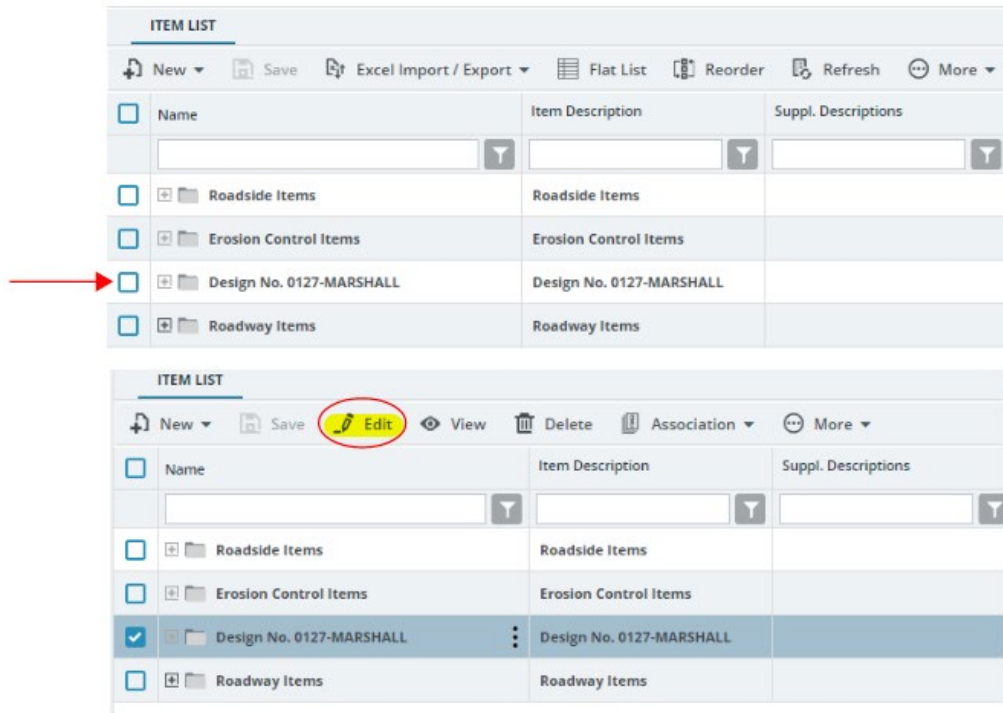 ITEM LIST
New Save Excel Import / Export Flat List Reorder Refresh More
Name Item Description Suppl. Descriptions
Roadside Items Roadside Items
Erosion Control Items Erosion Control Items
Design No. 0127-MARSHALL Design No. 0127-MARSHALL
Roadway Items Roadway Items
ITEM LIST
New Save Edit View Delete Association More
Name Item Description Suppl. Descriptions
Roadside Items Roadside Items
Erosion Control Items Erosion Control Items
Design No. 0127-MARSHALL Design No. 0127-MARSHALL
Roadway Items Roadway Items